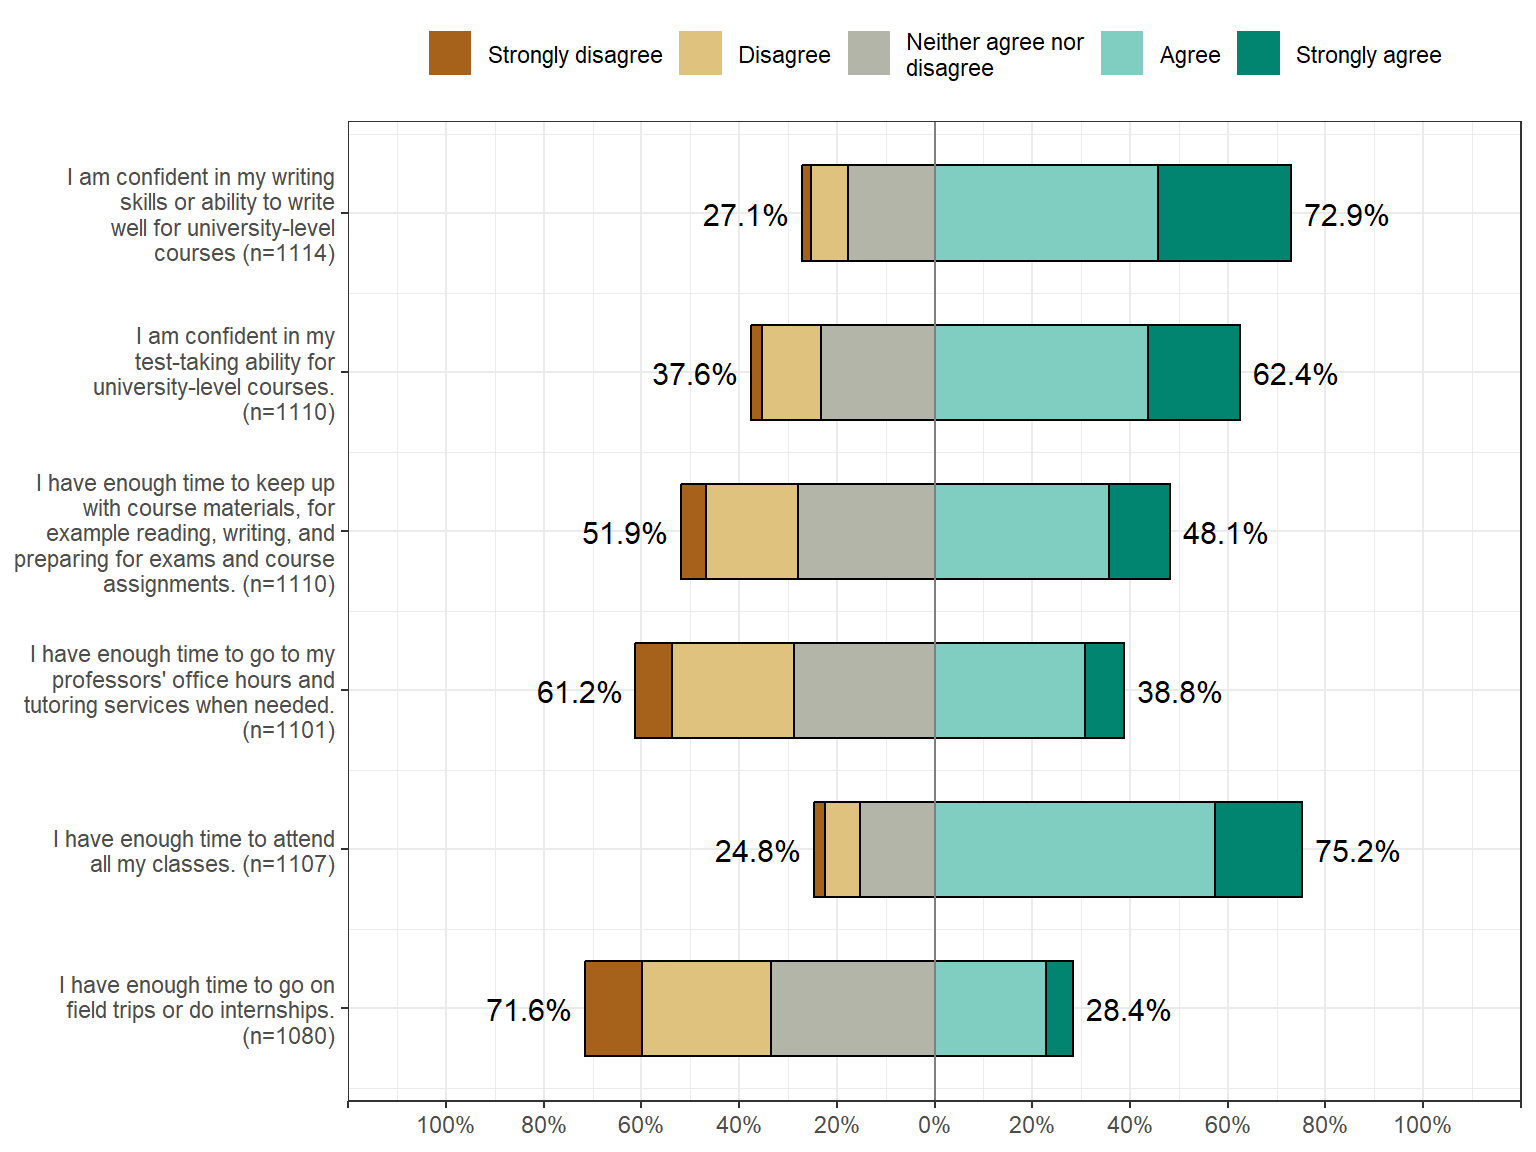 Strongly disagree
Disagree
Neither agree nor
disagree
Agree
Strongly agree
I am confident in my writing
skills or ability to write
well for university-level
courses (n=1114)
27.1%
72.9%
I am confident in my
test-taking ability for
university-level courses.
(n=1110)
37.6%
62.4%
I have enough time to keep up
with course materials, for
example reading, writing, and
preparing for exams and course
assignments. (n=1110)
51.9%
48.1%
I have enough time to go to my
professors' office hours and
tutoring services when needed.
(n=1101)
61.2%
38.8%
I have enough time to attend
all my classes. (n=1107)
24.8%
75.2%
I have enough time to go on
field trips or do internships.
(n=1080)
71.6%
28.4%
100% 80% 60% 40% 20% 0% 20% 40% 60% 80% 100%